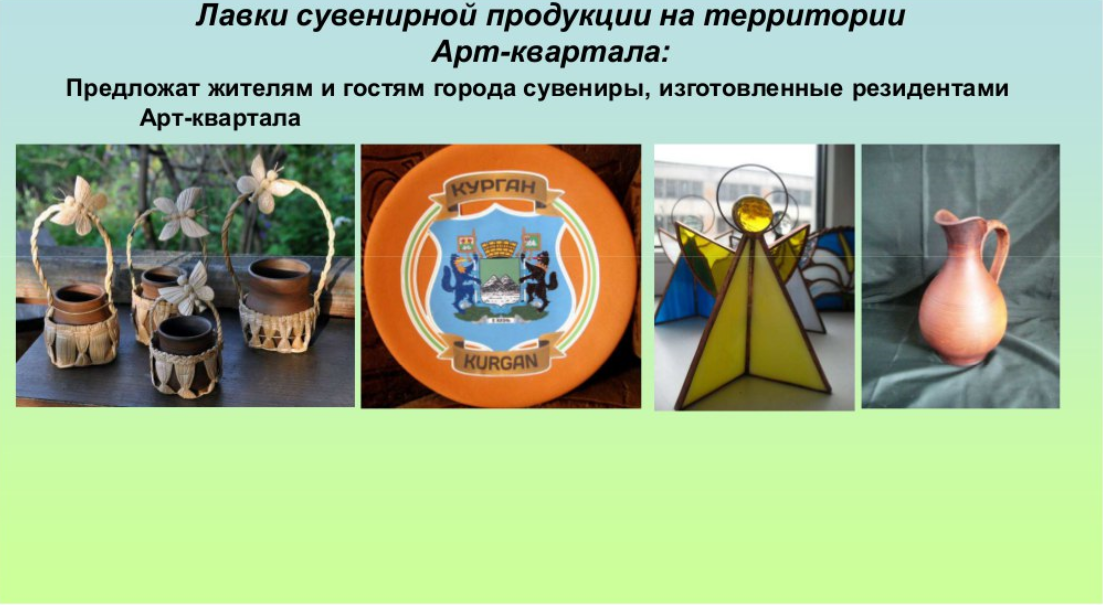 Лавки сувенирной продукции на территории
Арт-квартала:
Предложат жителям и гостям города сувениры, изготовленные резидентами
Арт-квартала
КУРГАН
KURGAN